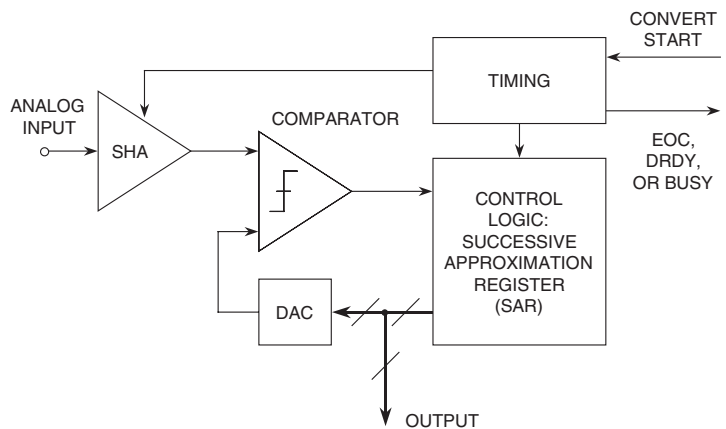 CONVERT
START
TIMING
ANALOG
INPUT
COMPARATOR
SHA
EOC,
DRDY,
OR BUSY
CONTROL
LOGIC:
SUCCESSIVE
APPROXIMATION
REGISTER
(SAR)
DAC
OUTPUT